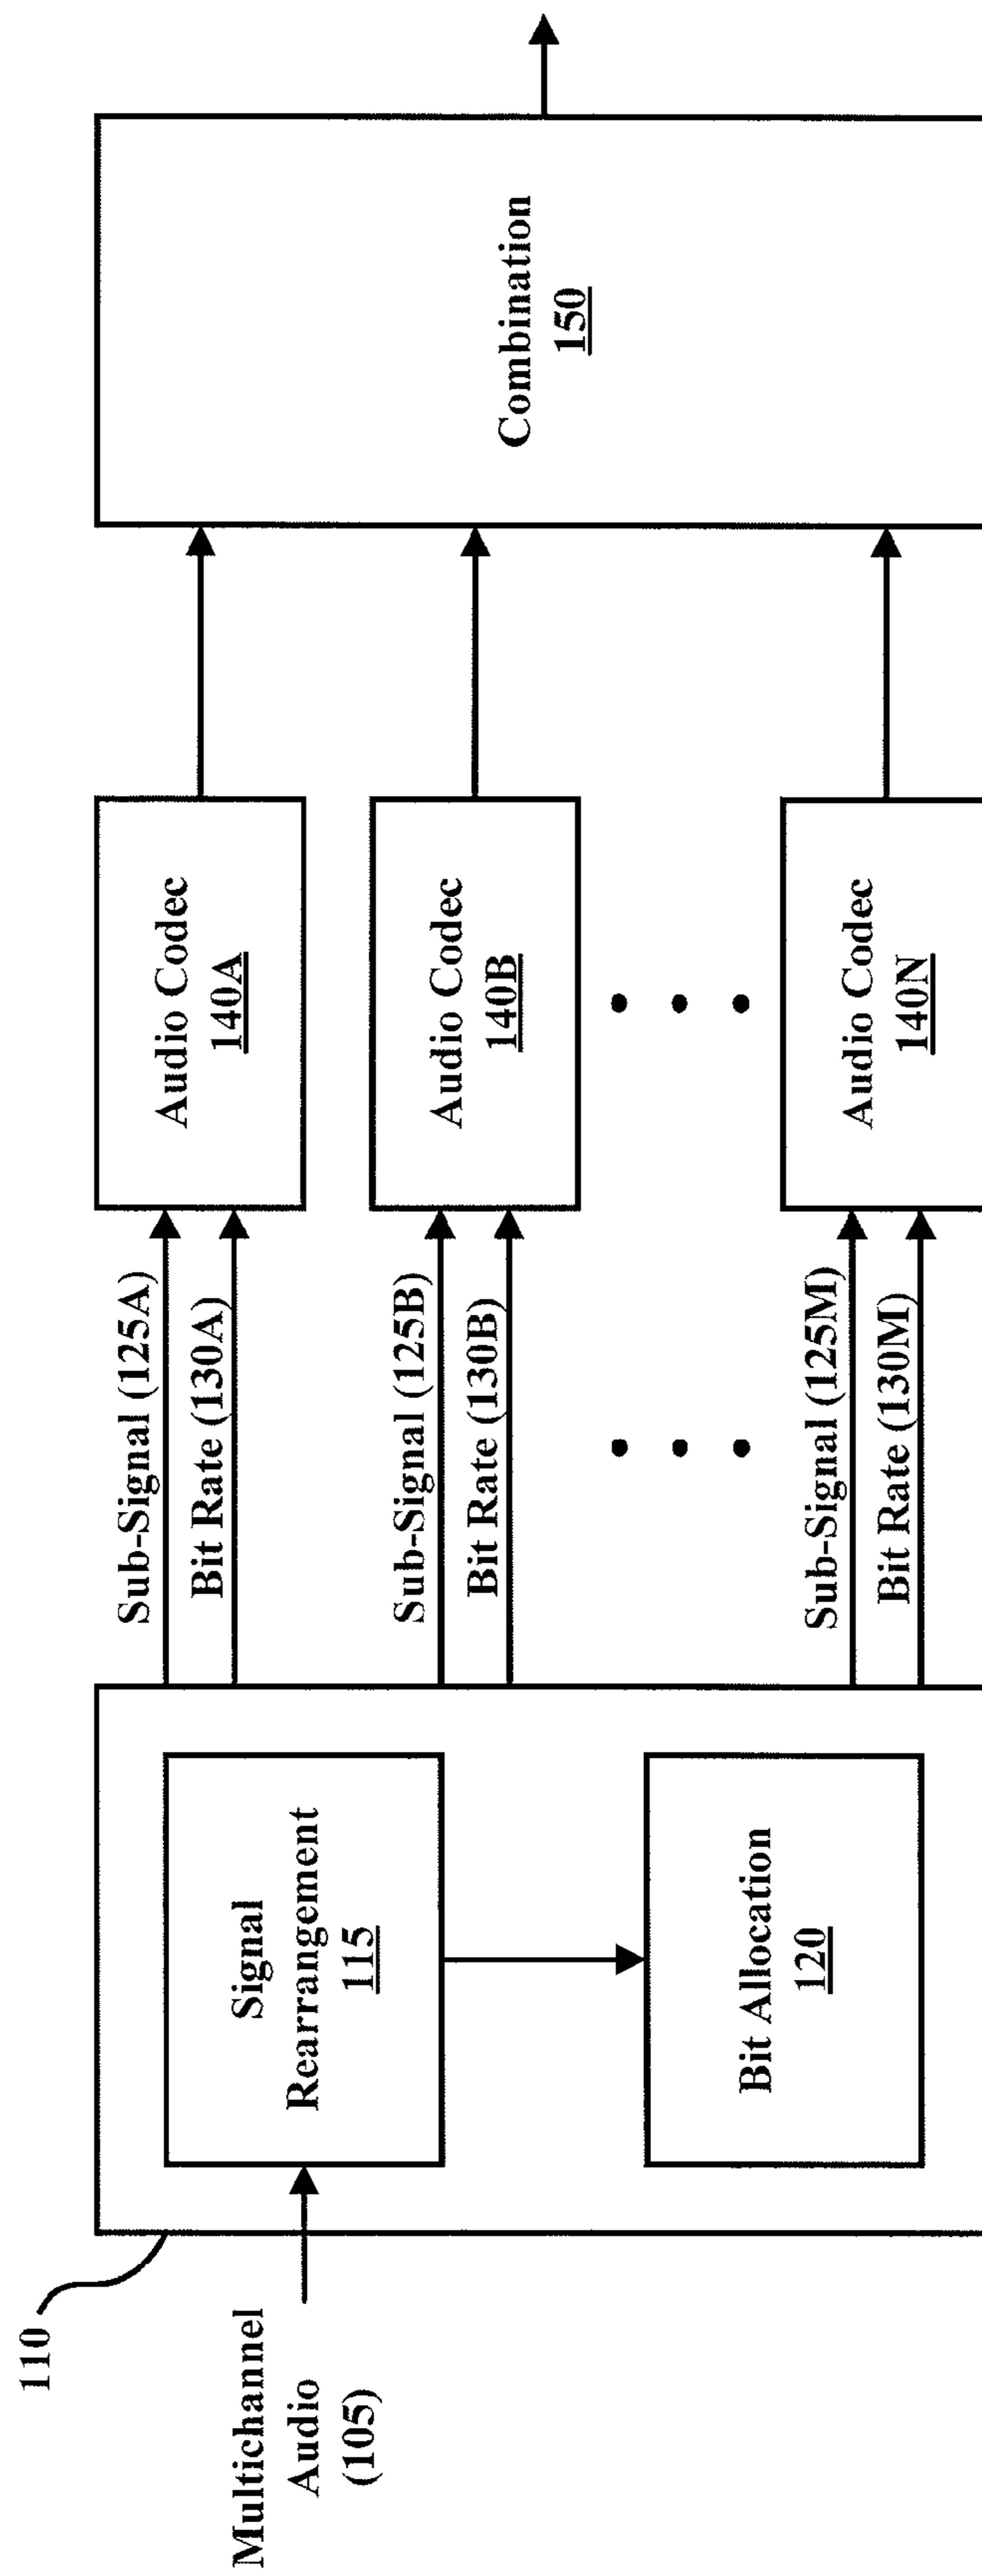 110
Multichannel
Audio
(105)
Signal
Rearrangement
115
Bit Allocation
120
Sub-Signal (125A)
Bit Rate (130A)
Sub-Signal (125B)
Bit Rate (130B)
Sub-Signal (125M)
Bit Rate (130M)
Audio Codec
140A
Audio Codec
140B
Audio Codec
140N
Combination
150